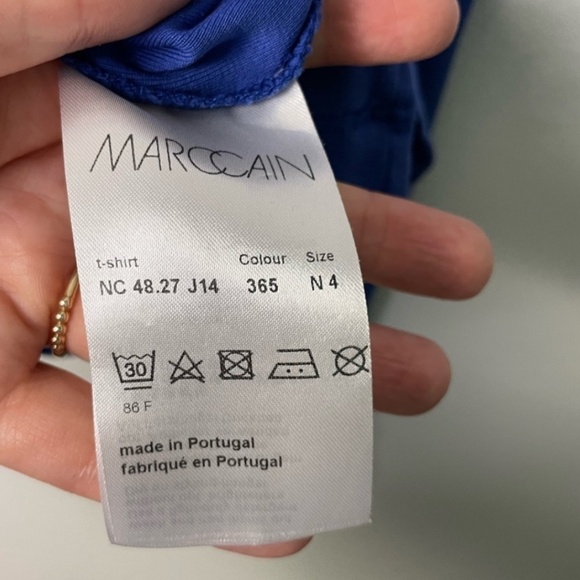 MARCCAIN
t-shirt Colour Size
NC 48.27 J14 365 N 4
30
86 F
made in Portugal
fabriqué en Portugal